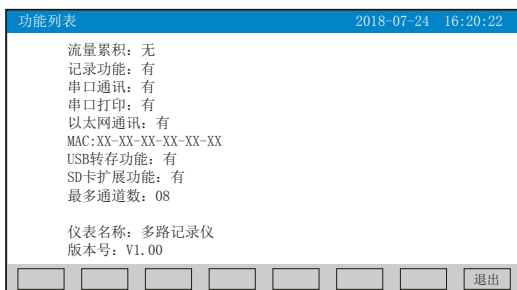 功能列表 2018-07-24 16:20:22
流量累积：无
记录功能：有
串口通讯：有
串口打印：有
以太网通讯：有
MAC:XX-XX-XX-XX-XX-XX
USB转存功能：有
SD卡扩展功能：有
最多通道数：08
仪表名称：多路记录仪
版本号：V1.00
退出